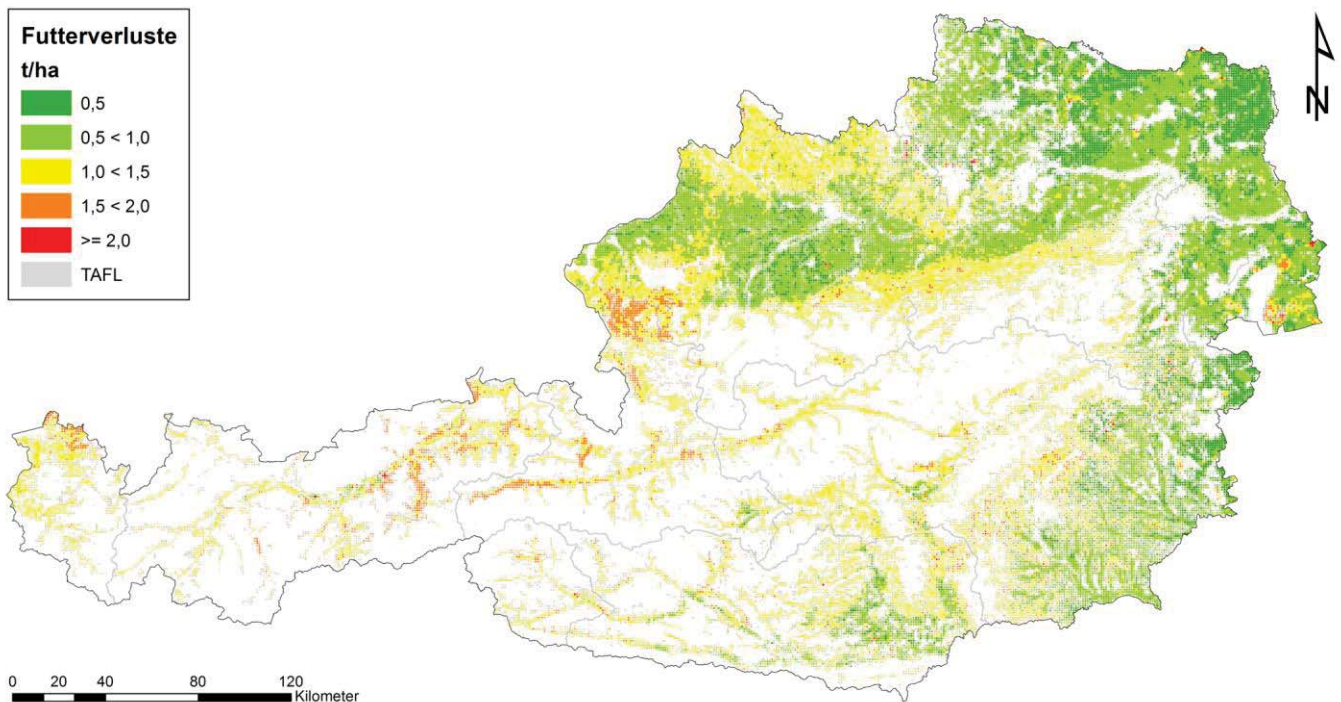 Futterverluste
t/ha
0,5
0,5 < 1,0
1,0 < 1,5
1,5 < 2,0
>= 2,0
TAFL
N
0 20 40 80 120
Kilometer